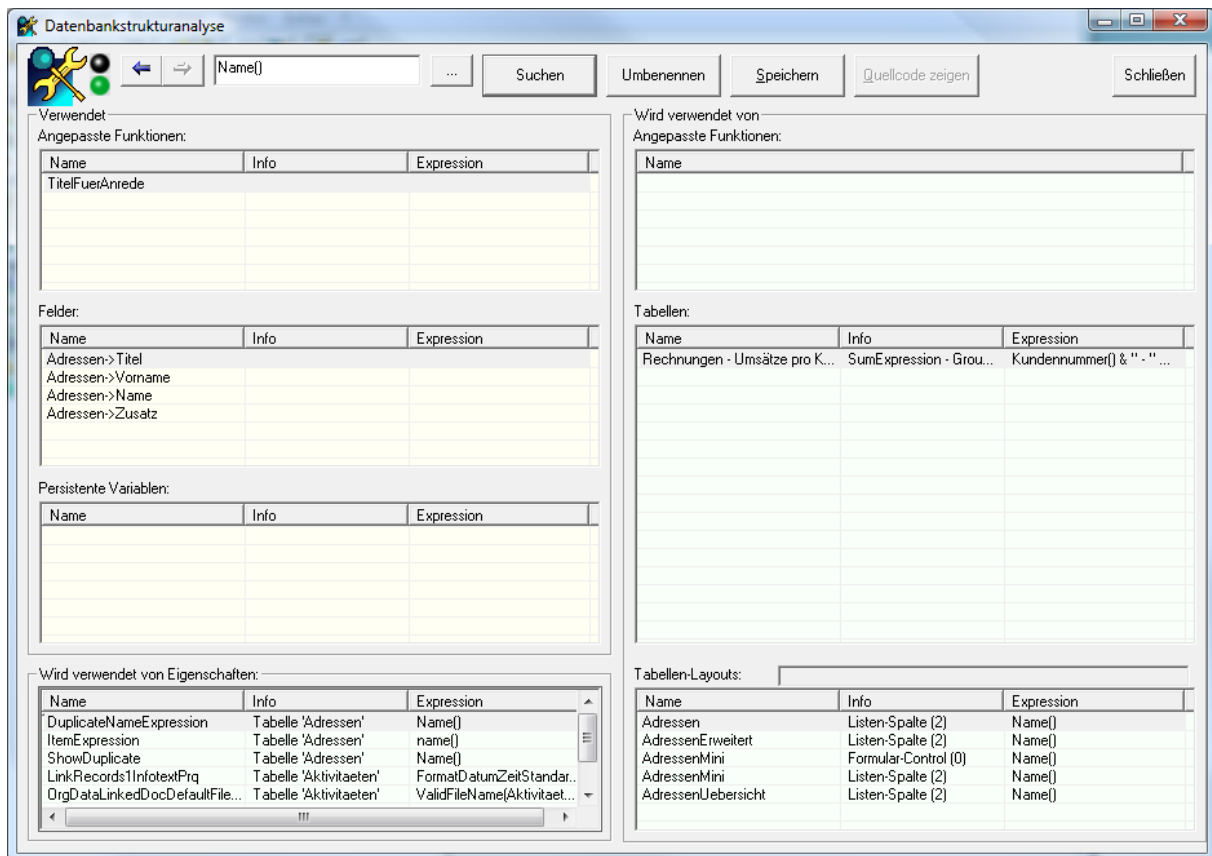 Datenbankstrukturanalyse
Name() ... Suchen Umbenennen Speichern Quellcode zeigen Schließen
Verwendet
Angepasste Funktionen:
Name Info Expression
TitelFuerAnrede
Felder:
Name Info Expression
Adressen->Titel
Adressen->Vorname
Adressen->Name
Adressen->Zusatz
Persistente Variablen:
Name Info Expression
Wird verwendet von Eigenschaften:
Name Info Expression
DuplicateNameExpression Tabelle 'Adressen' Name()
ItemExpression Tabelle 'Adressen' name()
ShowDuplicate Tabelle 'Adressen' Name()
LinkRecords1InfotextPrq Tabelle 'Aktivitaeten' FormatDatumZeitStandar...
OrgDataLinkedDocDefaultFile... Tabelle 'Aktivitaeten' ValidFileName(Aktivitaet...
Wird verwendet von
Angepasste Funktionen:
Name
Tabellen:
Name Info Expression
Rechnungen - Umsätze pro K... SumExpression - Grou... Kundennummer() & " - " ...
Tabellen-Layouts:
Name Info Expression
Adressen Listen-Spalte (2) Name()
AdressenErweitert Listen-Spalte (2) Name()
AdressenMini Formular-Control (0) Name()
AdressenMini Listen-Spalte (2) Name()
AdressenUebersicht Listen-Spalte (2) Name()